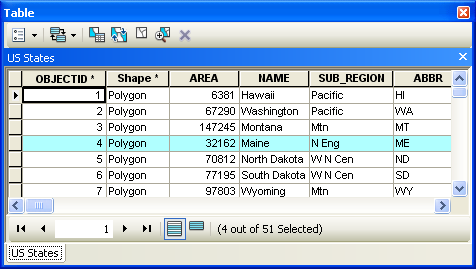 Table
US States
OBJECTID * Shape * AREA NAME SUB_REGION ABBR
1 Polygon 6381 Hawaii Pacific HI
2 Polygon 67290 Washington Pacific WA
3 Polygon 147245 Montana Mtn MT
4 Polygon 32162 Maine N Eng ME
5 Polygon 70812 North Dakota W N Cen ND
6 Polygon 77195 South Dakota W N Cen SD
7 Polygon 97803 Wyoming Mtn WY
1 (4 out of 51 Selected)
US States